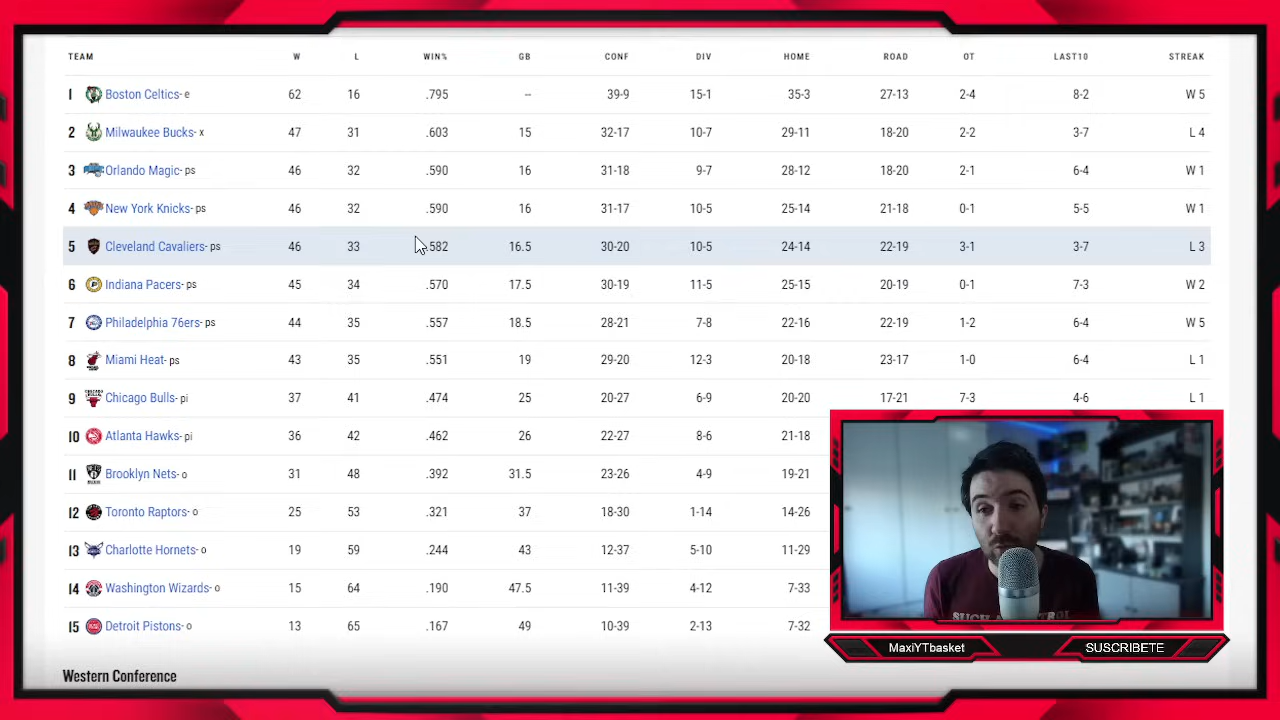 TEAM W L WIN% GB CONF DIV HOME ROAD OT LAST10 STREAK
1 Boston Celtics- e 62 16 .795 -- 39-9 15-1 35-3 27-13 2-4 8-2 W 5
2 Milwaukee Bucks- x 47 31 .603 15 32-17 10-7 29-11 18-20 2-2 3-7 L 4
3 Orlando Magic- ps 46 32 .590 16 31-18 9-7 28-12 18-20 2-1 6-4 W 1
4 New York Knicks- ps 46 32 .590 16 31-17 10-5 25-14 21-18 0-1 5-5 W 1
5 Cleveland Cavaliers- ps 46 33 .582 16.5 30-20 10-5 24-14 22-19 3-1 3-7 L 3
6 Indiana Pacers- ps 45 34 .570 17.5 30-19 11-5 25-15 20-19 0-1 7-3 W 2
7 Philadelphia 76ers- ps 44 35 .557 18.5 28-21 7-8 22-16 22-19 1-2 6-4 W 5
8 Miami Heat- ps 43 35 .551 19 29-20 12-3 20-18 23-17 1-0 6-4 L 1
9 Chicago Bulls- pi 37 41 .474 25 20-27 6-9 20-20 17-21 7-3 4-6 L 1
10 Atlanta Hawks- pi 36 42 .462 26 22-27 8-6 21-18
11 Brooklyn Nets- o 31 48 .392 31.5 23-26 4-9 19-21
12 Toronto Raptors- o 25 53 .321 37 18-30 1-14 14-26
13 Charlotte Hornets- o 19 59 .244 43 12-37 5-10 11-29
14 Washington Wizards- o 15 64 .190 47.5 11-39 4-12 7-33
15 Detroit Pistons- o 13 65 .167 49 10-39 2-13 7-32
Western Conference
MaxiYTbasket SUSCRIBETE